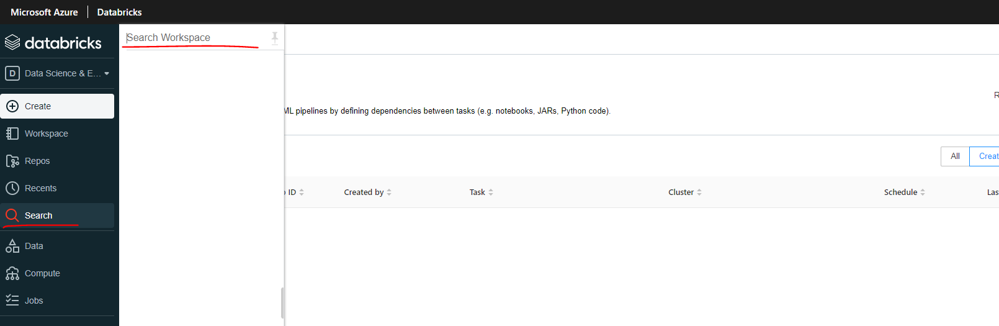 Microsoft Azure Databricks
databricks
D Data Science & E...
Create
Workspace
Repos
Recents
Search
Data
Compute
Jobs
Search Workspace
R
ML pipelines by defining dependencies between tasks (e.g. notebooks, JARs, Python code).
All Creat
ID Created by Task Cluster Schedule Las